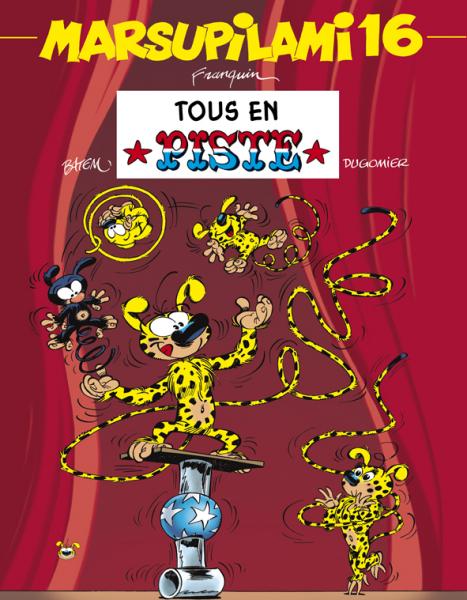 MARSUPiLAMi 16
Franquin
TOUS EN
PISTE
BATEM
DUGOMIER